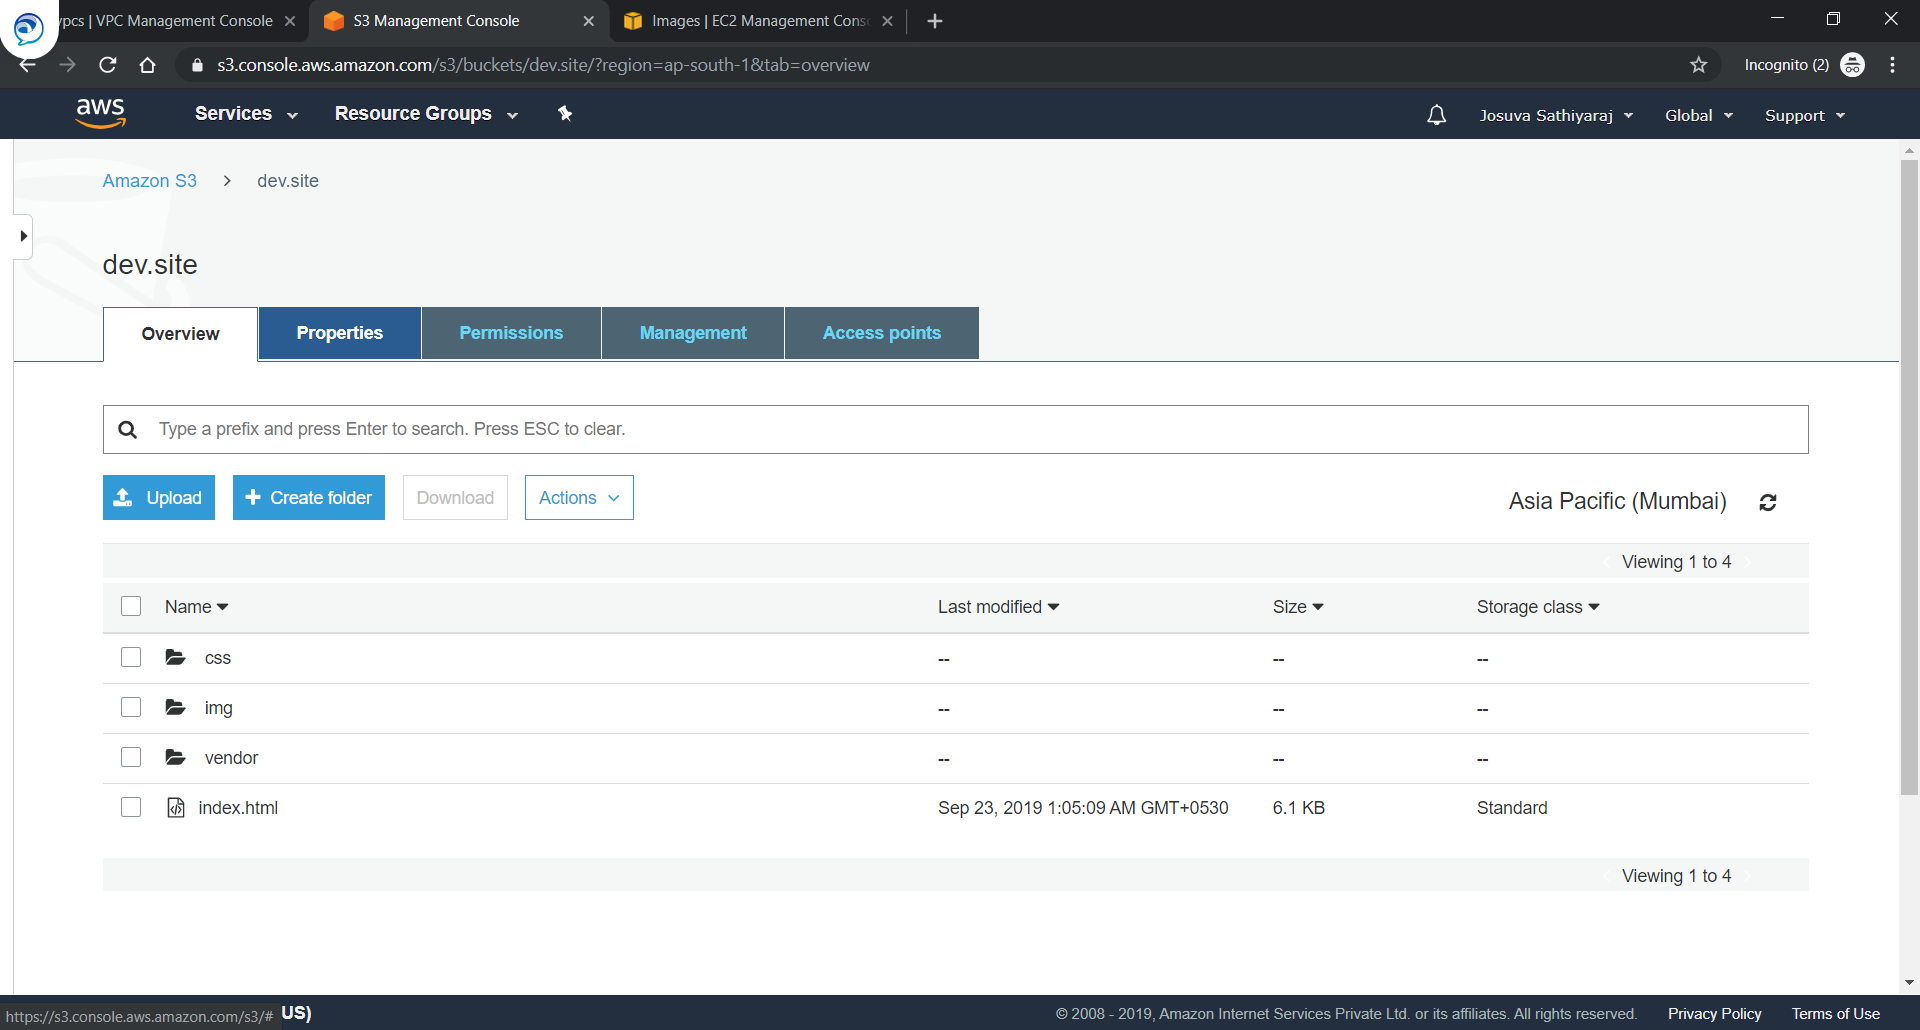 vpcs | VPC Management Console
S3 Management Console
Images | EC2 Management Conso
s3.console.aws.amazon.com/s3/buckets/dev.site/?region=ap-south-1&tab=overview
Incognito (2)
aws
Services
Resource Groups
Josuva Sathiyaraj
Global
Support
Amazon S3
dev.site
dev.site
Overview
Properties
Permissions
Management
Access points
Type a prefix and press Enter to search. Press ESC to clear.
Upload
Create folder
Download
Actions
Asia Pacific (Mumbai)
Viewing 1 to 4
Name
Last modified
Size
Storage class
css -- -- --
img -- -- --
vendor -- -- --
index.html Sep 23, 2019 1:05:09 AM GMT+0530 6.1 KB Standard
Viewing 1 to 4
https://s3.console.aws.amazon.com/s3/#
US)
© 2008 - 2019, Amazon Internet Services Private Ltd. or its affiliates. All rights reserved.
Privacy Policy
Terms of Use